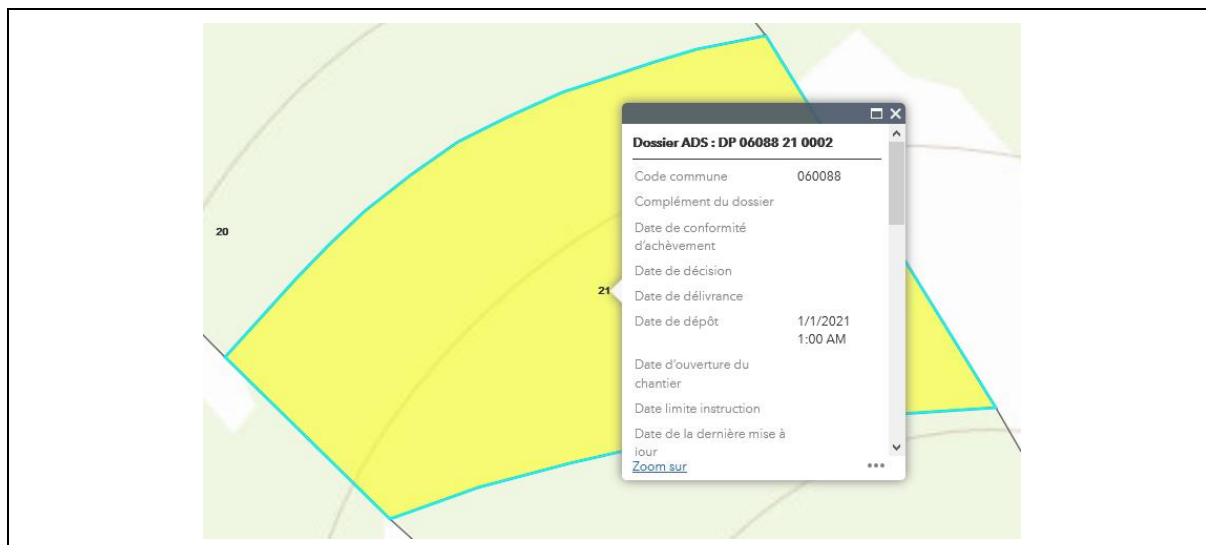 Dossier ADS : DP 06088 21 0002
Code commune 060088
Complément du dossier
Date de conformité
d'achèvement
20
Date de décision
21
Date de délivrance
Date de dépôt 1/1/2021
1:00 AM
Date d'ouverture du
chantier
Date limite instruction
Date de la dernière mise à
jour
Zoom sur